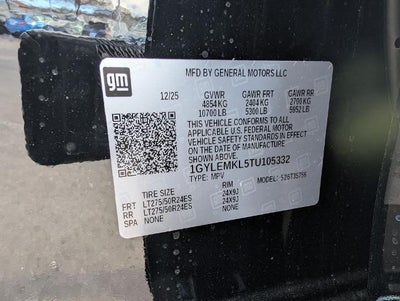 gm
MFD BY GENERAL MOTORS LLC
12/25 GVWR GAWR FRT GAWR RR
4854 KG 2404 KG 2700 KG
10700 LB 5300 LB 5952 LB
THIS VEHICLE CONFORMS TO ALL
APPLICABLE U.S. FEDERAL MOTOR
VEHICLE SAFETY STANDARDS IN EFFECT
ON THE DATE OF MANUFACTURE
1GYLEMKL5TU105332
TYPE: MPV MODEL:
TIRE SIZE RIM
FRT LT275/50R24ES 24X9J
RR LT275/50R24ES 24X9J
SPA NONE NONE